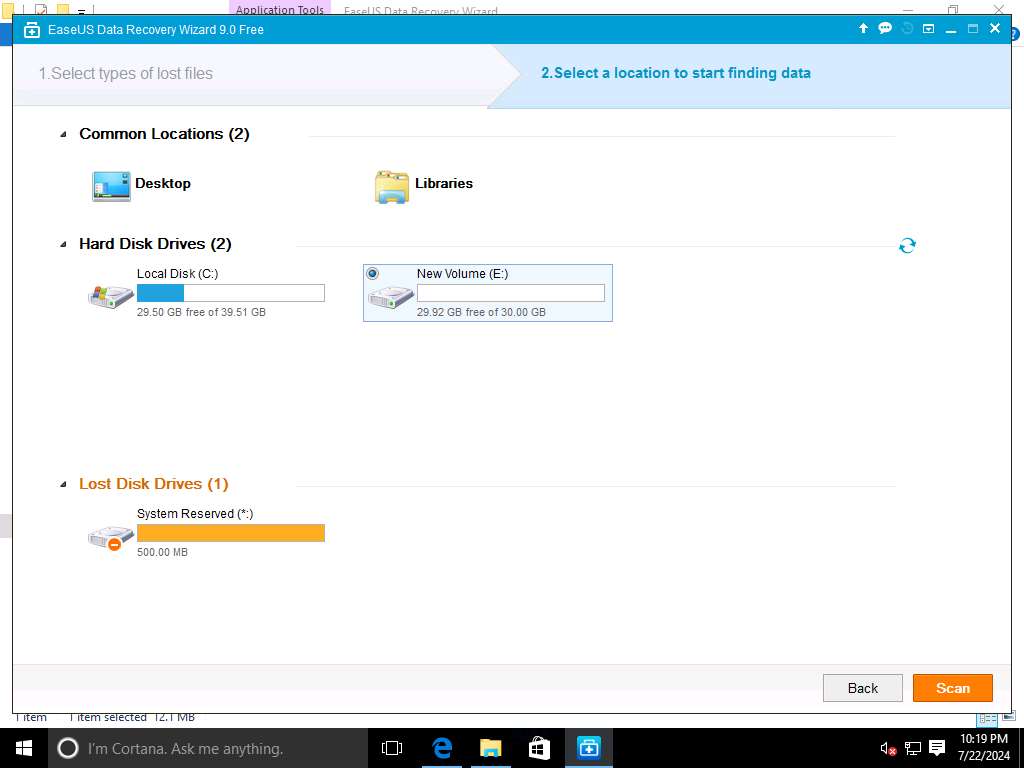 Application Tools
EaseUS Data Recovery Wizard
EaseUS Data Recovery Wizard 9.0 Free
1.Select types of lost files
2.Select a location to start finding data
Common Locations (2)
Desktop
Libraries
Hard Disk Drives (2)
Local Disk (C:)
29.50 GB free of 39.51 GB
New Volume (E:)
29.92 GB free of 30.00 GB
Lost Disk Drives (1)
System Reserved (*:)
500.00 MB
Back
Scan
1 item
1 item selected 12.1 MB
I'm Cortana. Ask me anything.
10:19 PM
7/22/2024